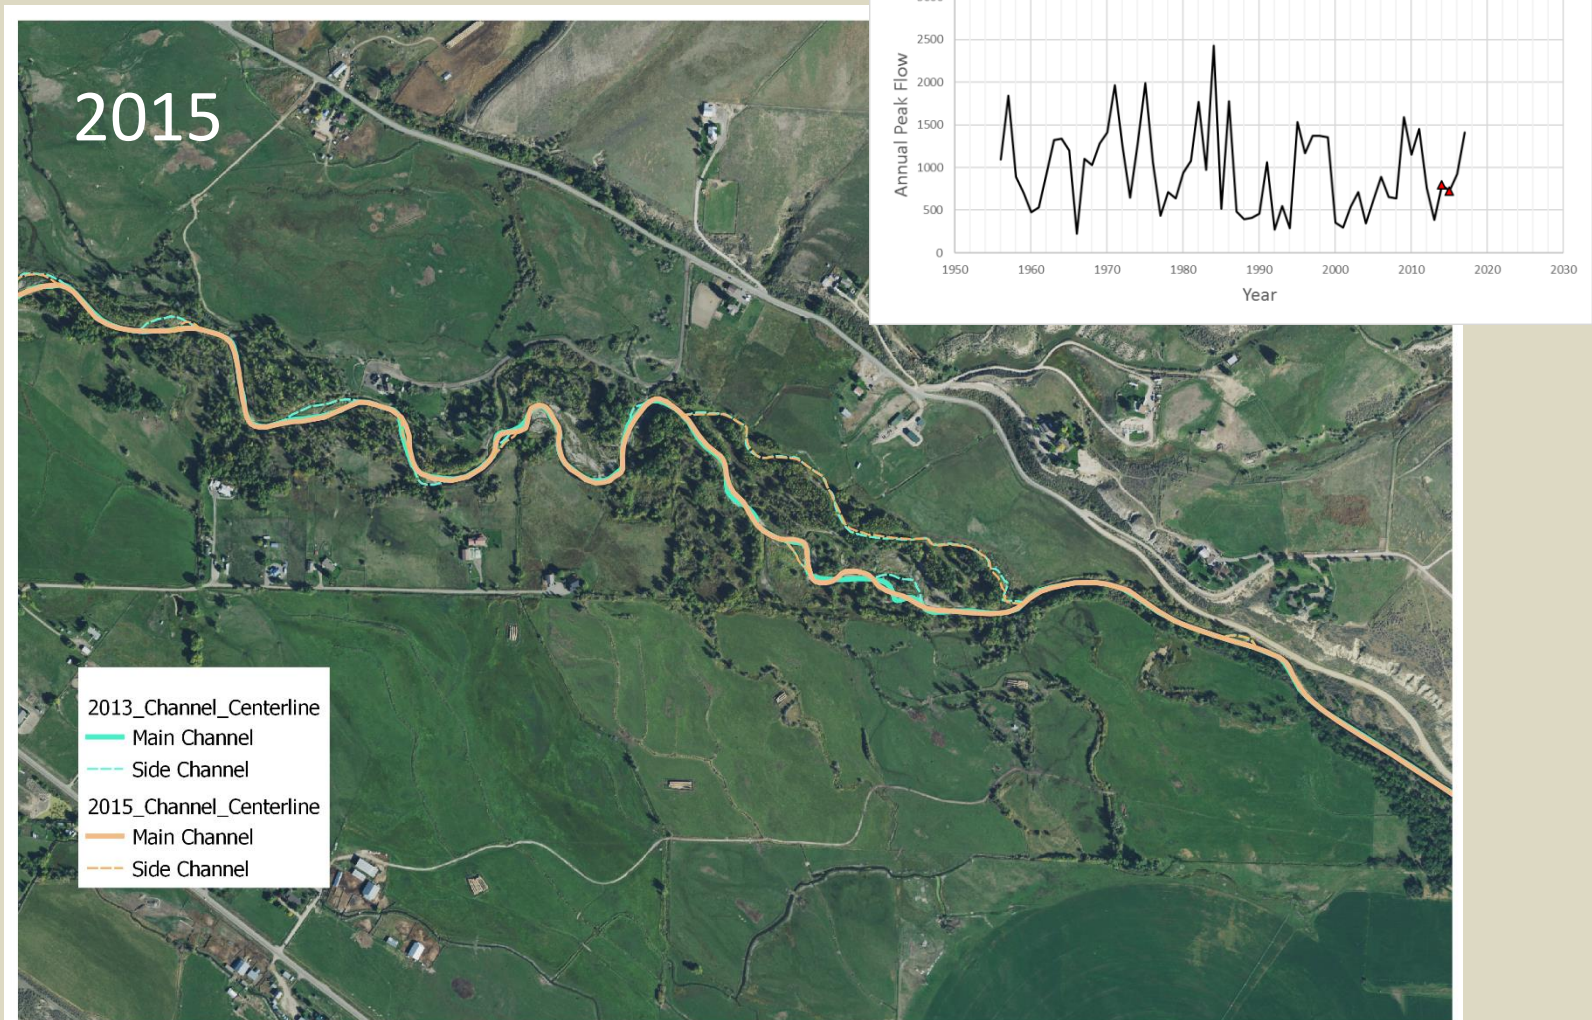 2015
2500
2000
1500
1000
500
0
Annual Peak Flow
1950 1960 1970 1980 1990 2000 2010 2020 2030
Year
2013_Channel_Centerline
Main Channel
Side Channel
2015_Channel_Centerline
Main Channel
Side Channel